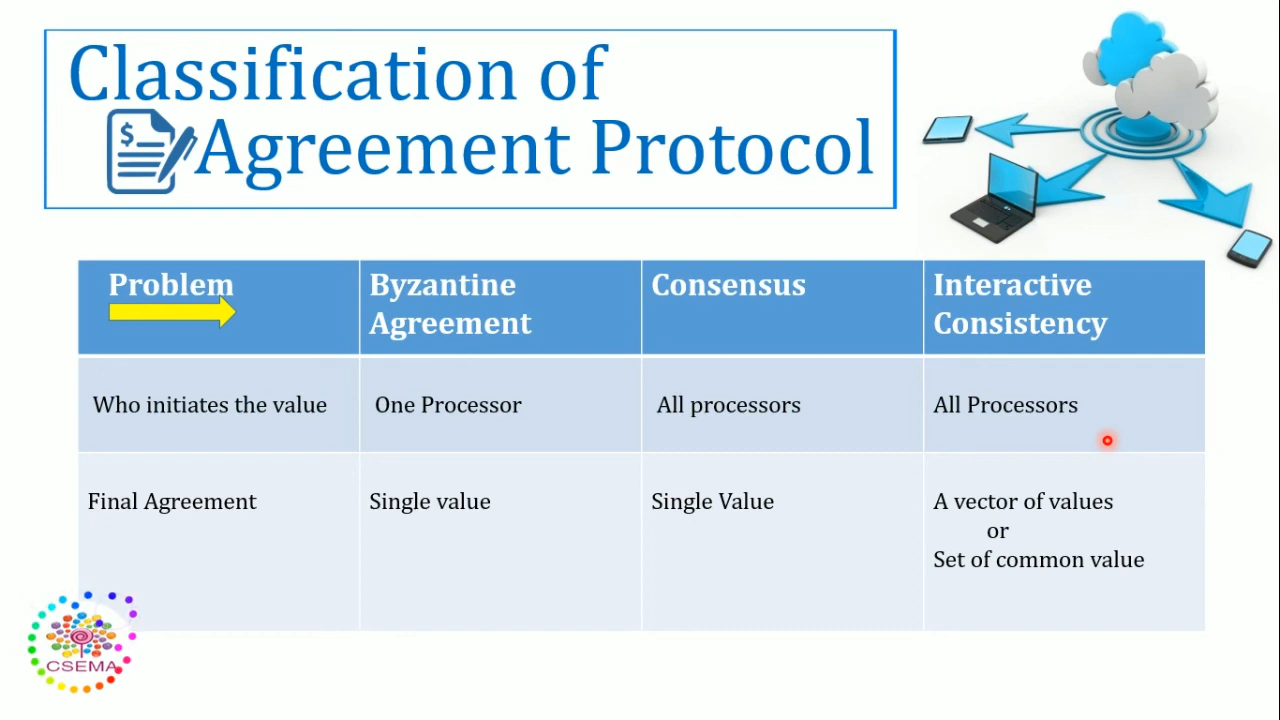 Classification of
Agreement Protocol
$
Problem
Byzantine
Agreement
Consensus
Interactive
Consistency
Who initiates the value
One Processor
All processors
All Processors
Final Agreement
Single value
Single Value
A vector of values
or
Set of common value
CSEMA